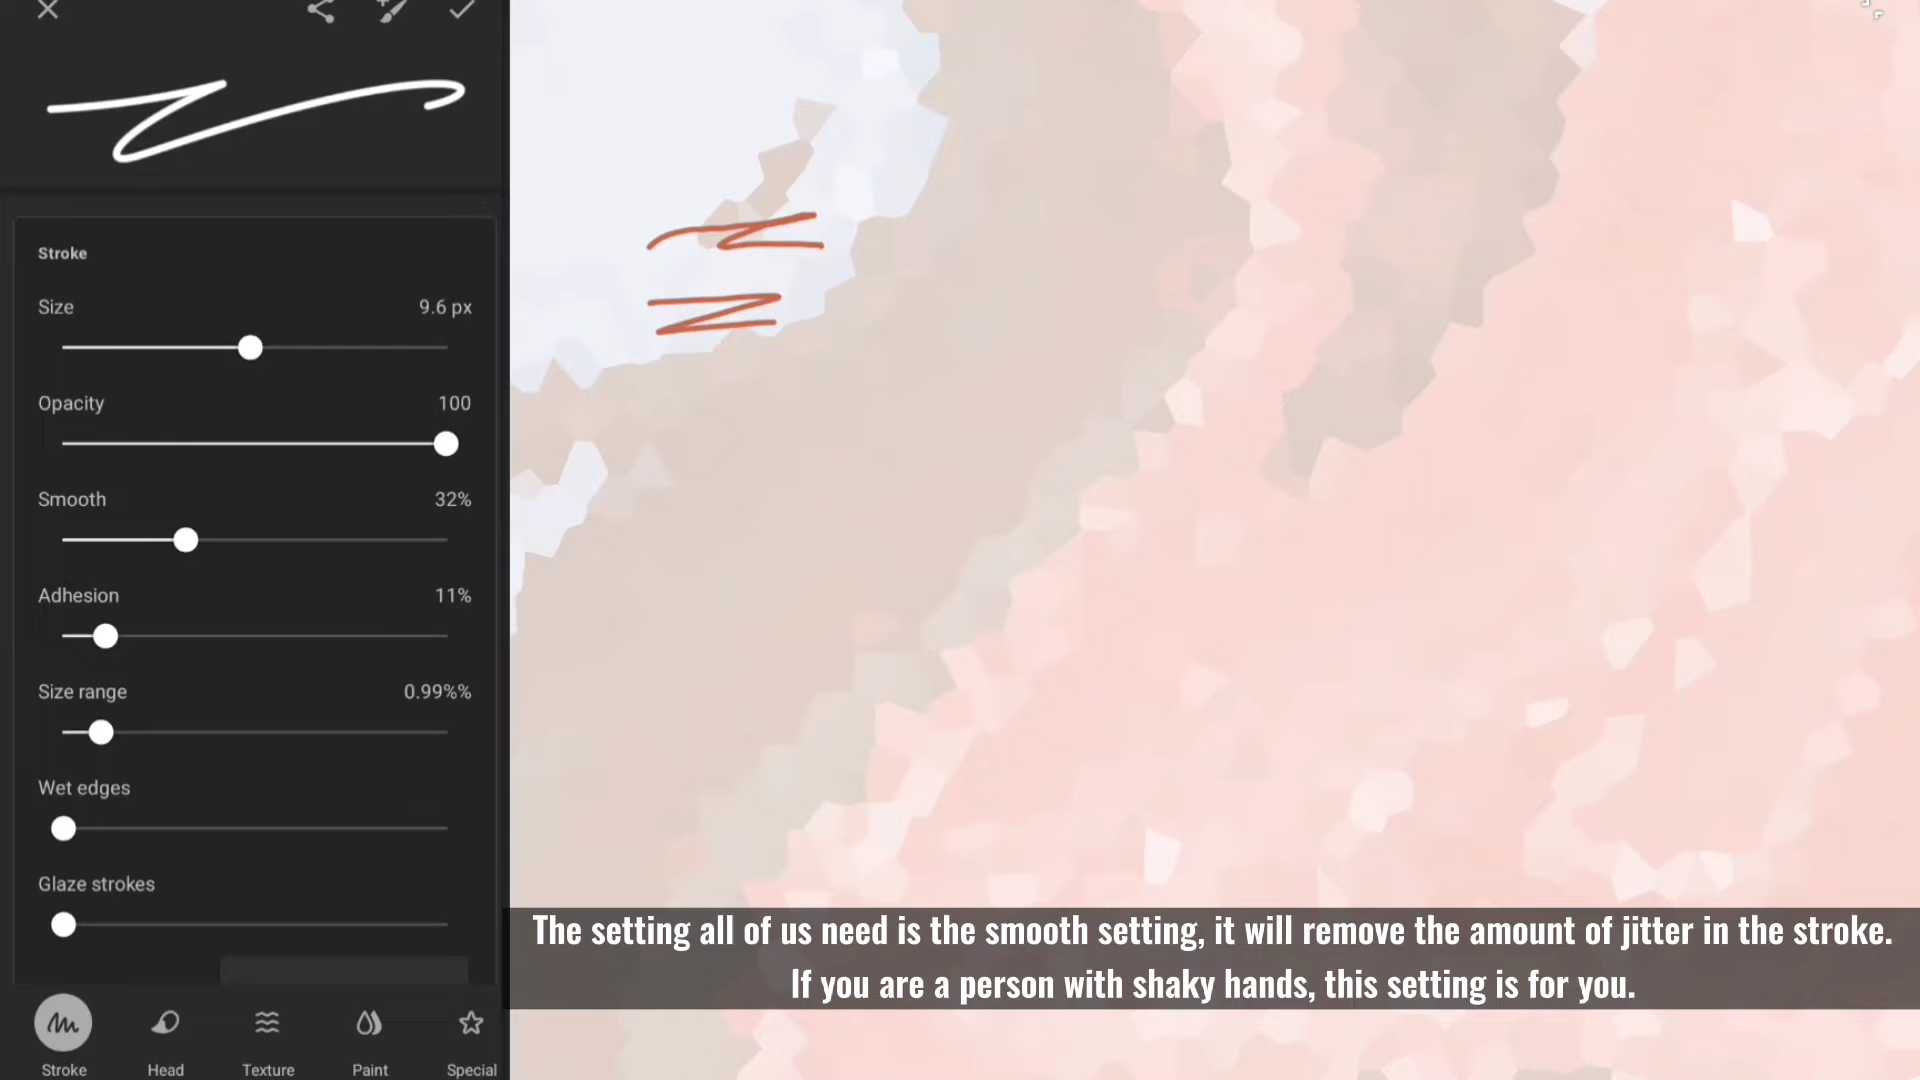 Stroke
Size 9.6 px
Opacity 100
Smooth 32%
Adhesion 11%
Size range 0.99%%
Wet edges
Glaze strokes
The setting all of us need is the smooth setting, it will remove the amount of jitter in the stroke.
If you are a person with shaky hands, this setting is for you.
Stroke Head Texture Paint Special